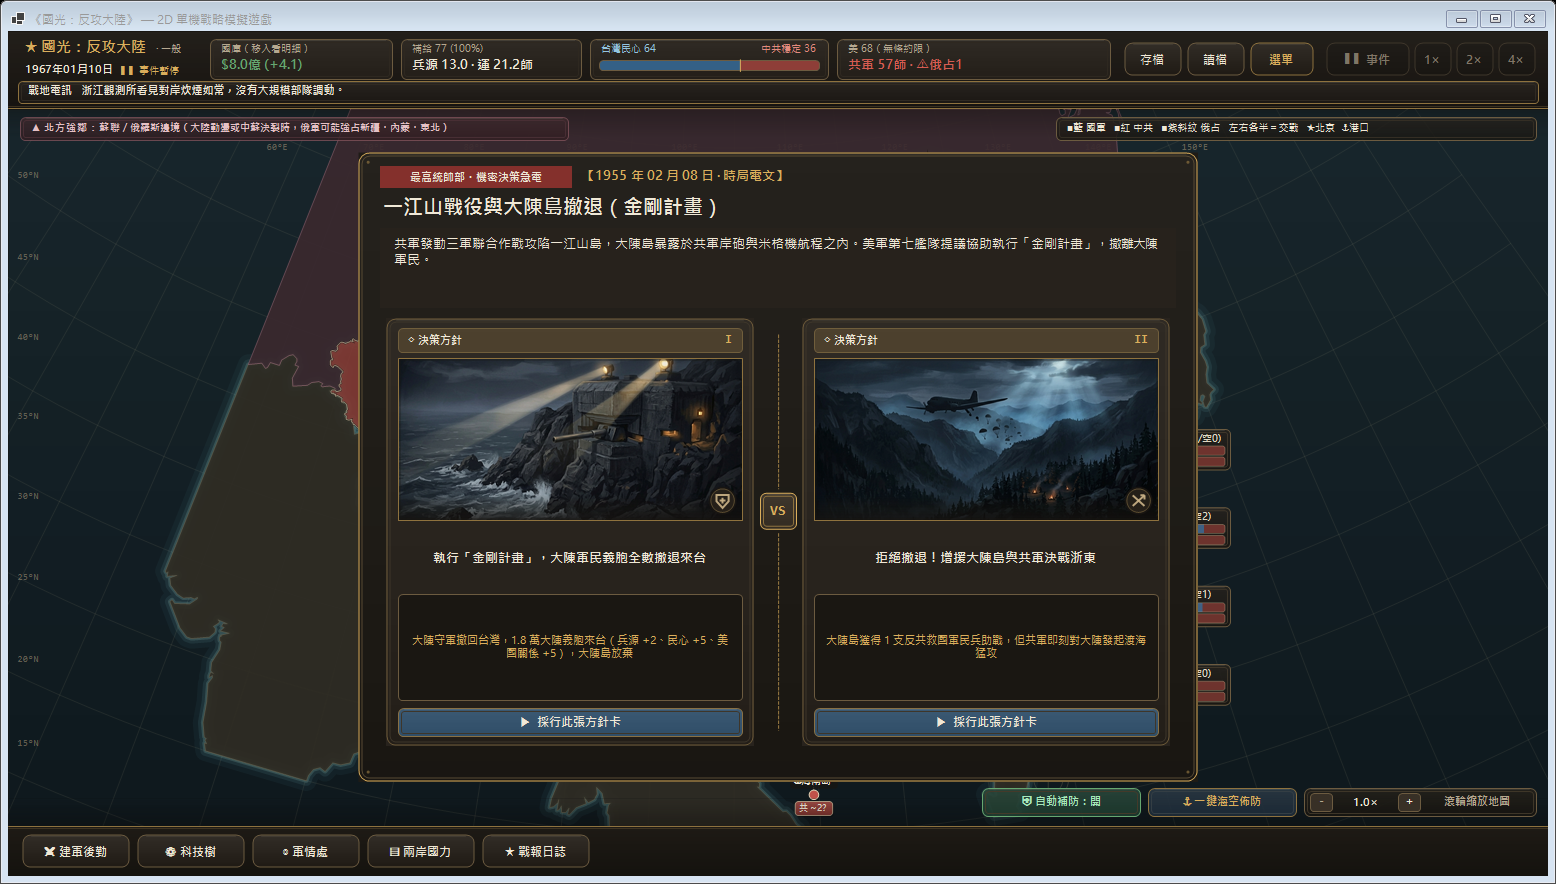 《國光：反攻大陸》 — 2D 單機戰略模擬遊戲
★ 國光：反攻大陸 · 一般
1967年01月10日 ❚❚ 事件暫停
國庫（移入看明細）
$8.0億 (+4.1)
補給 77 (100%)
兵源 13.0 · 運 21.2師
台灣民心 64 中共穩定 36
美 68（無條約限）
共軍 57師 · ⚠俄占1
存檔
讀檔
選單
❚❚ 事件
1×
2×
4×
戰地電訊 浙江觀測所看見對岸炊煙如常，沒有大規模部隊調動。
▲ 北方強鄰：蘇聯 / 俄羅斯邊境（大陸動盪或中蘇決裂時，俄軍可能強占新疆・內蒙・東北）
■藍 國軍 ■紅 中共 ■紫斜紋 俄占 左右各半＝交戰 ★北京 ⚓港口
60°E
150°E
50°N
45°N
40°N
35°N
30°N
25°N
20°N
15°N
最高統帥部・機密決策急電
【1955 年 02 月 08 日 · 時局電文】
一江山戰役與大陳島撤退（金剛計畫）
共軍發動三軍聯合作戰攻陷一江山島，大陳島暴露於共軍岸砲與米格機航程之內。美軍第七艦隊提議協助執行「金剛計畫」，撤離大陳
軍民。
◇ 決策方針 I
執行「金剛計畫」，大陳軍民義胞全數撤退來台
大陳守軍撤回台灣，1.8 萬大陳義胞來台（兵源 +2、民心 +5、美
國關係 +5），大陳島放棄
▶ 採行此張方針卡
VS
◇ 決策方針 II
拒絕撤退！增援大陳島與共軍決戰浙東
大陳島獲得 1 支反共救國軍民兵助戰，但共軍即刻對大陳發起渡海
猛攻
▶ 採行此張方針卡
/空0)
空2)
空1)
空0)
共 ~2?
自動補防：開
⚓一鍵海空佈防
-
1.0×
+
滾輪縮放地圖
建軍後勤
科技樹
軍情處
兩岸國力
★ 戰報日誌